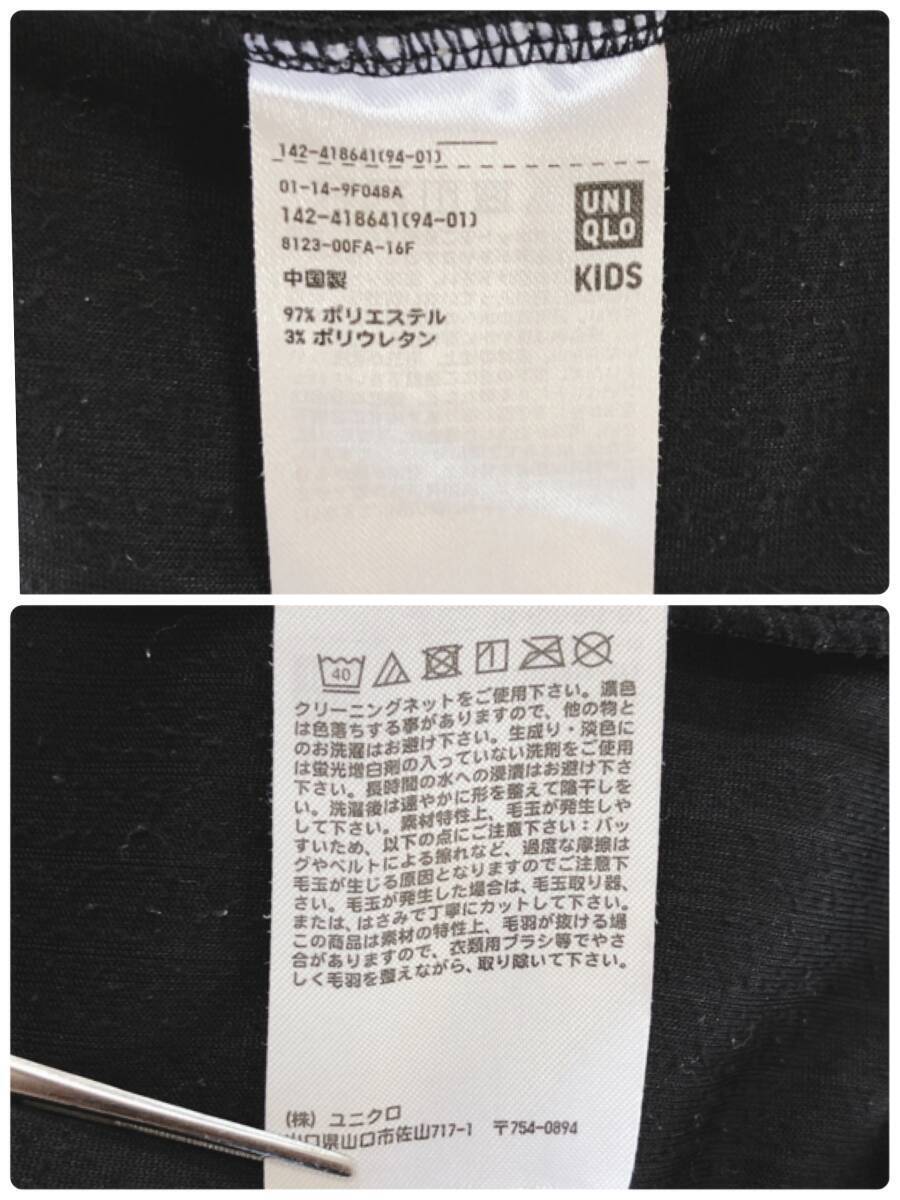 142-418641(94-01)
01-14-9F048A
142-418641(94-01)
8123-00FA-16F
中国製
97% ポリエステル
3% ポリウレタン
UNI
QLO
KIDS
40
クリーニングネットをご使用下さい。濃色
は色落ちする事がありますので、他の物と
のお洗濯はお避け下さい。生成り・淡色に
は蛍光増白剤の入っていない洗剤をご使用
下さい。長時間の水への浸漬はお避け下さ
い。洗濯後は速やかに形を整えて陰干しを
して下さい。素材特性上、毛玉が発生しや
すいため、以下の点にご注意下さい:バッ
グやベルトによる擦れなど、過度な摩擦は
毛玉が生じる原因となりますのでご注意下
さい。毛玉が発生した場合は、毛玉取り器、
または、はさみで丁寧にカットして下さい。
この商品は素材の特性上、毛羽が抜ける場
合がありますので、衣類用ブラシ等でやさ
しく毛羽を整えながら、取り除いて下さい。
(株) ユニクロ
山口県山口市佐山717-1 〒754-0894